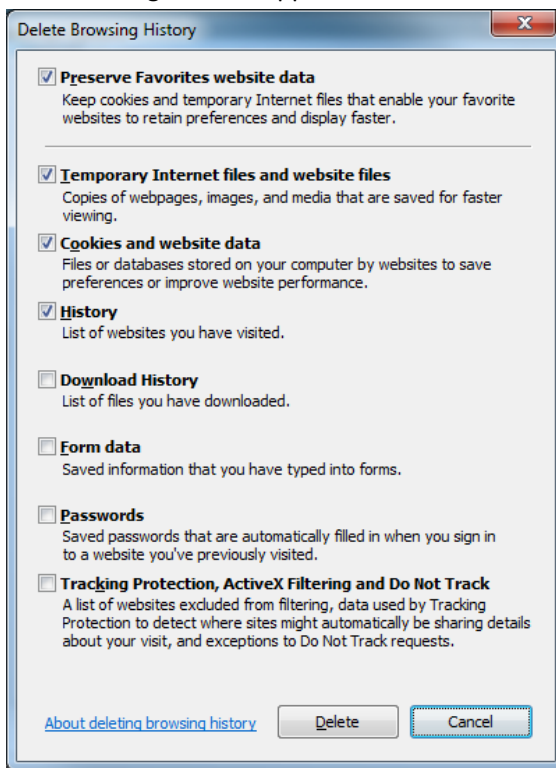 Delete Browsing History
Preserve Favorites website data
Keep cookies and temporary Internet files that enable your favorite
websites to retain preferences and display faster.
Temporary Internet files and website files
Copies of webpages, images, and media that are saved for faster
viewing.
Cookies and website data
Files or databases stored on your computer by websites to save
preferences or improve website performance.
History
List of websites you have visited.
Download History
List of files you have downloaded.
Form data
Saved information that you have typed into forms.
Passwords
Saved passwords that are automatically filled in when you sign in
to a website you've previously visited.
Tracking Protection, ActiveX Filtering and Do Not Track
A list of websites excluded from filtering, data used by Tracking
Protection to detect where sites might automatically be sharing details
about your visit, and exceptions to Do Not Track requests.
About deleting browsing history
Delete
Cancel